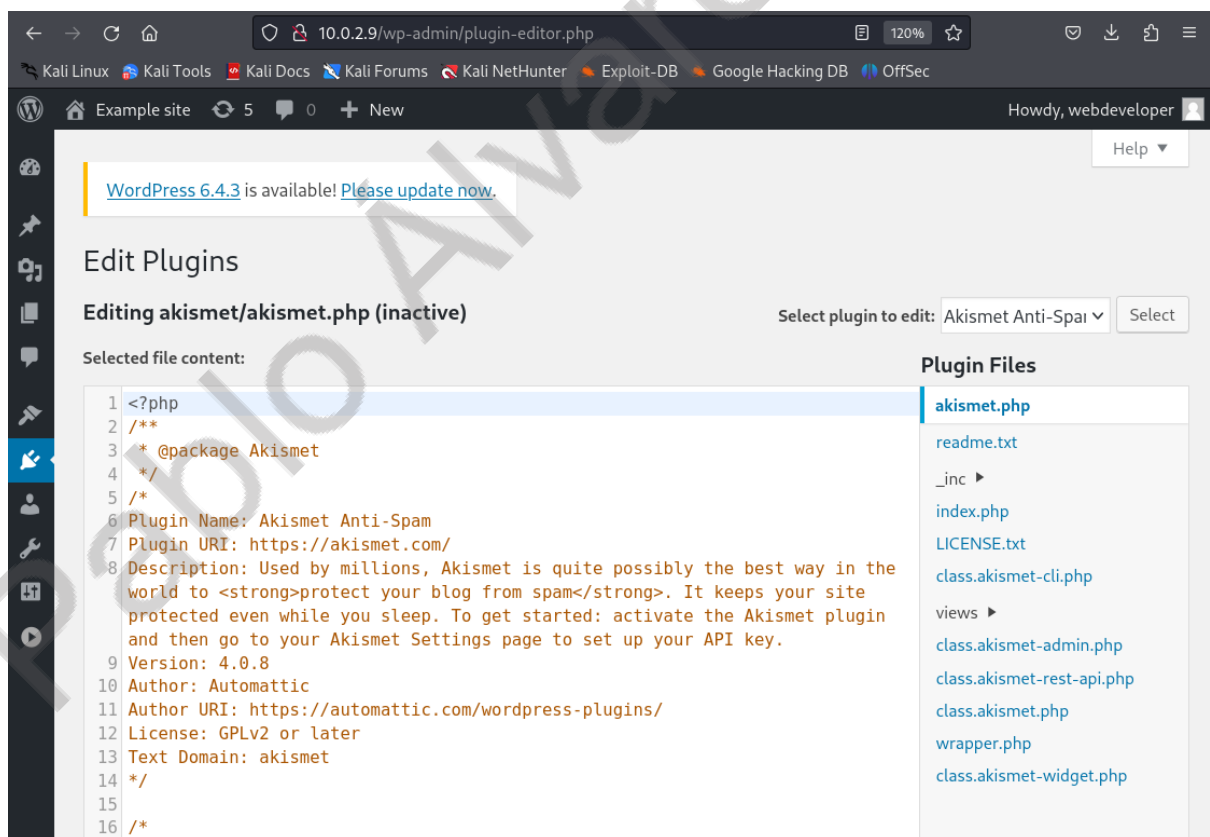 10.0.2.9/wp-admin/plugin-editor.php
120%
Kali Linux Kali Tools Kali Docs Kali Forums Kali NetHunter Exploit-DB Google Hacking DB OffSec
Example site 5 0 New
Howdy, webdeveloper
Help
WordPress 6.4.3 is available! Please update now.
Edit Plugins
Editing akismet/akismet.php (inactive)
Select plugin to edit: Akismet Anti-Spar Select
Selected file content:
1 <?php
2 /**
3 * @package Akismet
4 */
5 /*
6 Plugin Name: Akismet Anti-Spam
7 Plugin URI: https://akismet.com/
8 Description: Used by millions, Akismet is quite possibly the best way in the
world to <strong>protect your blog from spam</strong>. It keeps your site
protected even while you sleep. To get started: activate the Akismet plugin
and then go to your Akismet Settings page to set up your API key.
9 Version: 4.0.8
10 Author: Automattic
11 Author URI: https://automattic.com/wordpress-plugins/
12 License: GPLv2 or later
13 Text Domain: akismet
14 */
15
16 /*
Plugin Files
akismet.php
readme.txt
_inc
index.php
LICENSE.txt
class.akismet-cli.php
views
class.akismet-admin.php
class.akismet-rest-api.php
class.akismet.php
wrapper.php
class.akismet-widget.php
Pablo Álvar